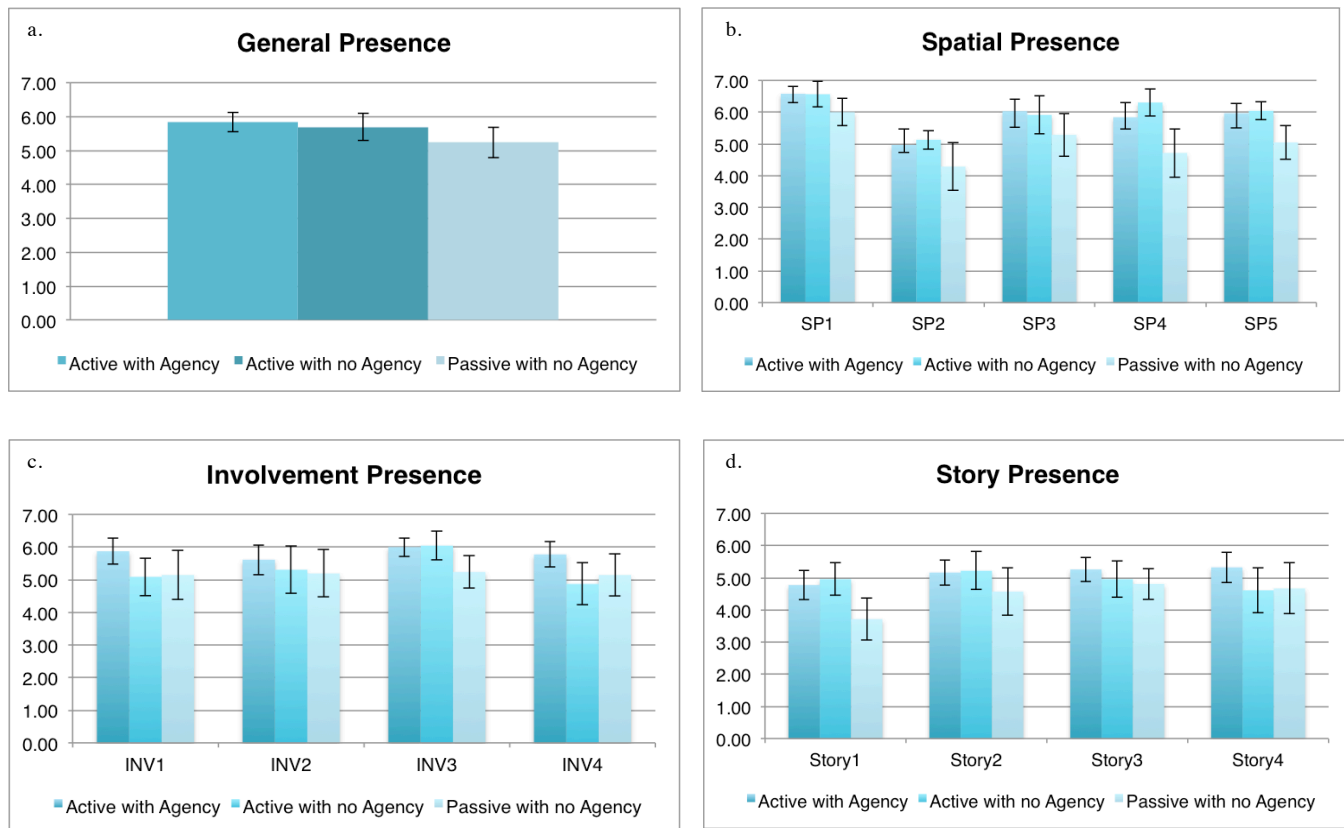 a.
General Presence
7.00
6.00
5.00
4.00
3.00
2.00
1.00
0.00
Active with Agency Active with no Agency Passive with no Agency
b.
Spatial Presence
7.00
6.00
5.00
4.00
3.00
2.00
1.00
0.00
SP1 SP2 SP3 SP4 SP5
Active with Agency Active with no Agency Passive with no Agency
c.
Involvement Presence
7.00
6.00
5.00
4.00
3.00
2.00
1.00
0.00
INV1 INV2 INV3 INV4
Active with Agency Active with no Agency Passive with no Agency
d.
Story Presence
7.00
6.00
5.00
4.00
3.00
2.00
1.00
0.00
Story1 Story2 Story3 Story4
Active with Agency Active with no Agency Passive with no Agency